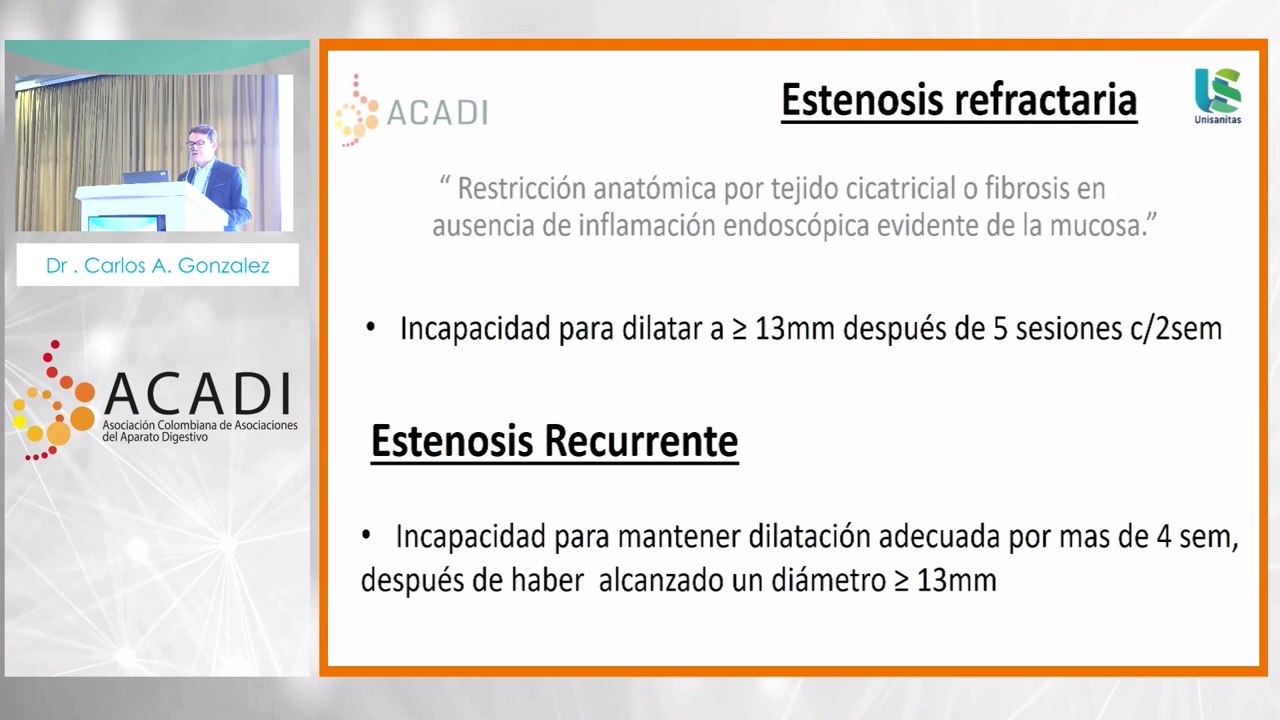 Dr . Carlos A. Gonzalez
ACADI
Asociación Colombiana de Asociaciones
del Aparato Digestivo
ACADI
Estenosis refractaria
Unisanitas
“ Restricción anatómica por tejido cicatricial o fibrosis en
ausencia de inflamación endoscópica evidente de la mucosa.”
• Incapacidad para dilatar a ≥ 13mm después de 5 sesiones c/2sem
Estenosis Recurrente
• Incapacidad para mantener dilatación adecuada por mas de 4 sem,
después de haber alcanzado un diámetro ≥ 13mm